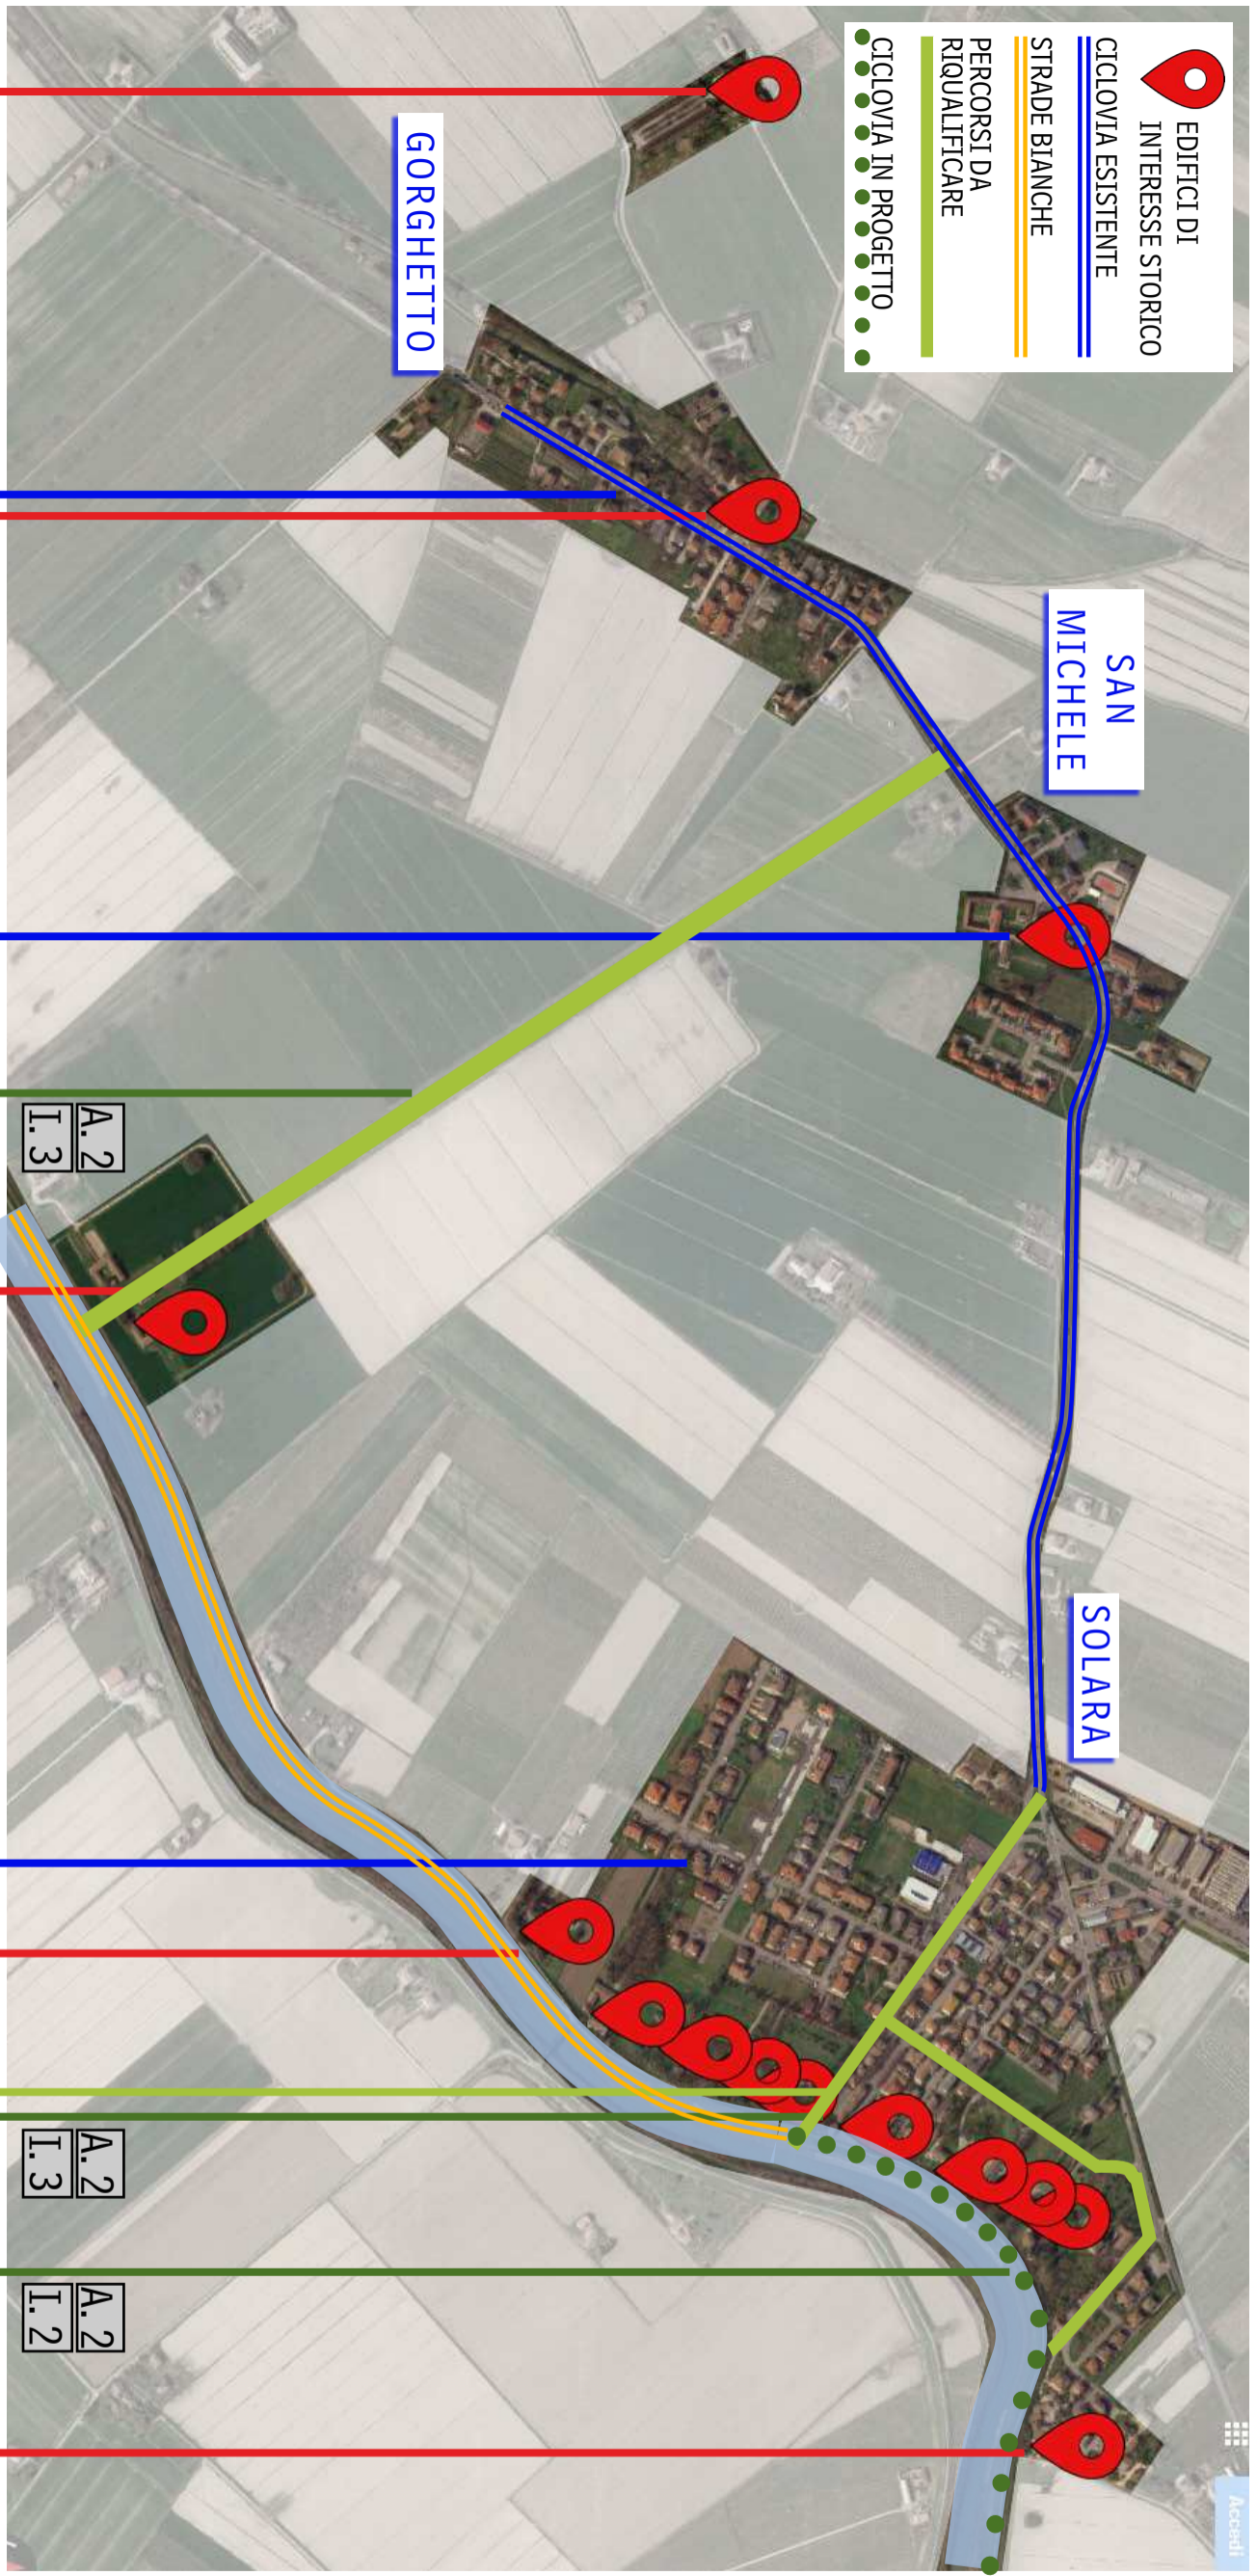 EDIFICI DI
INTERESSE STORICO
CICLOVIA ESISTENTE
STRADE BIANCHE
PERCORSI DA
RIQUALIFICARE
CICLOVIA IN PROGETTO
GORGHETTO
SAN
MICHELE
SOLARA
A.2
I.3
A.2
I.3
A.2
I.2
Accedi